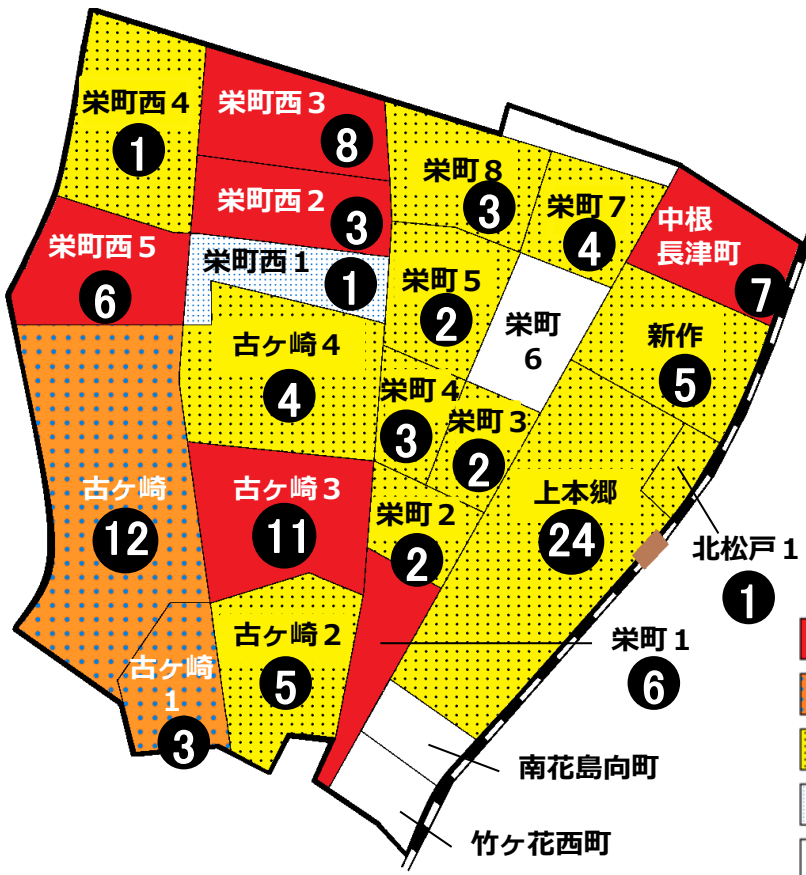 栄町西４
1
栄町西３
8
栄町西２
3
栄町８
3
栄町７
4
中根
長津町
7
栄町西５
6
栄町西１
1
栄町５
2
栄町
６
新作
5
古ヶ崎４
4
栄町４
3
栄町３
2
古ヶ崎
12
古ヶ崎３
11
栄町２
2
上本郷
24
北松戸１
1
古ヶ崎２
5
栄町１
6
古ヶ崎
１
3
南花島向町
竹ヶ花西町